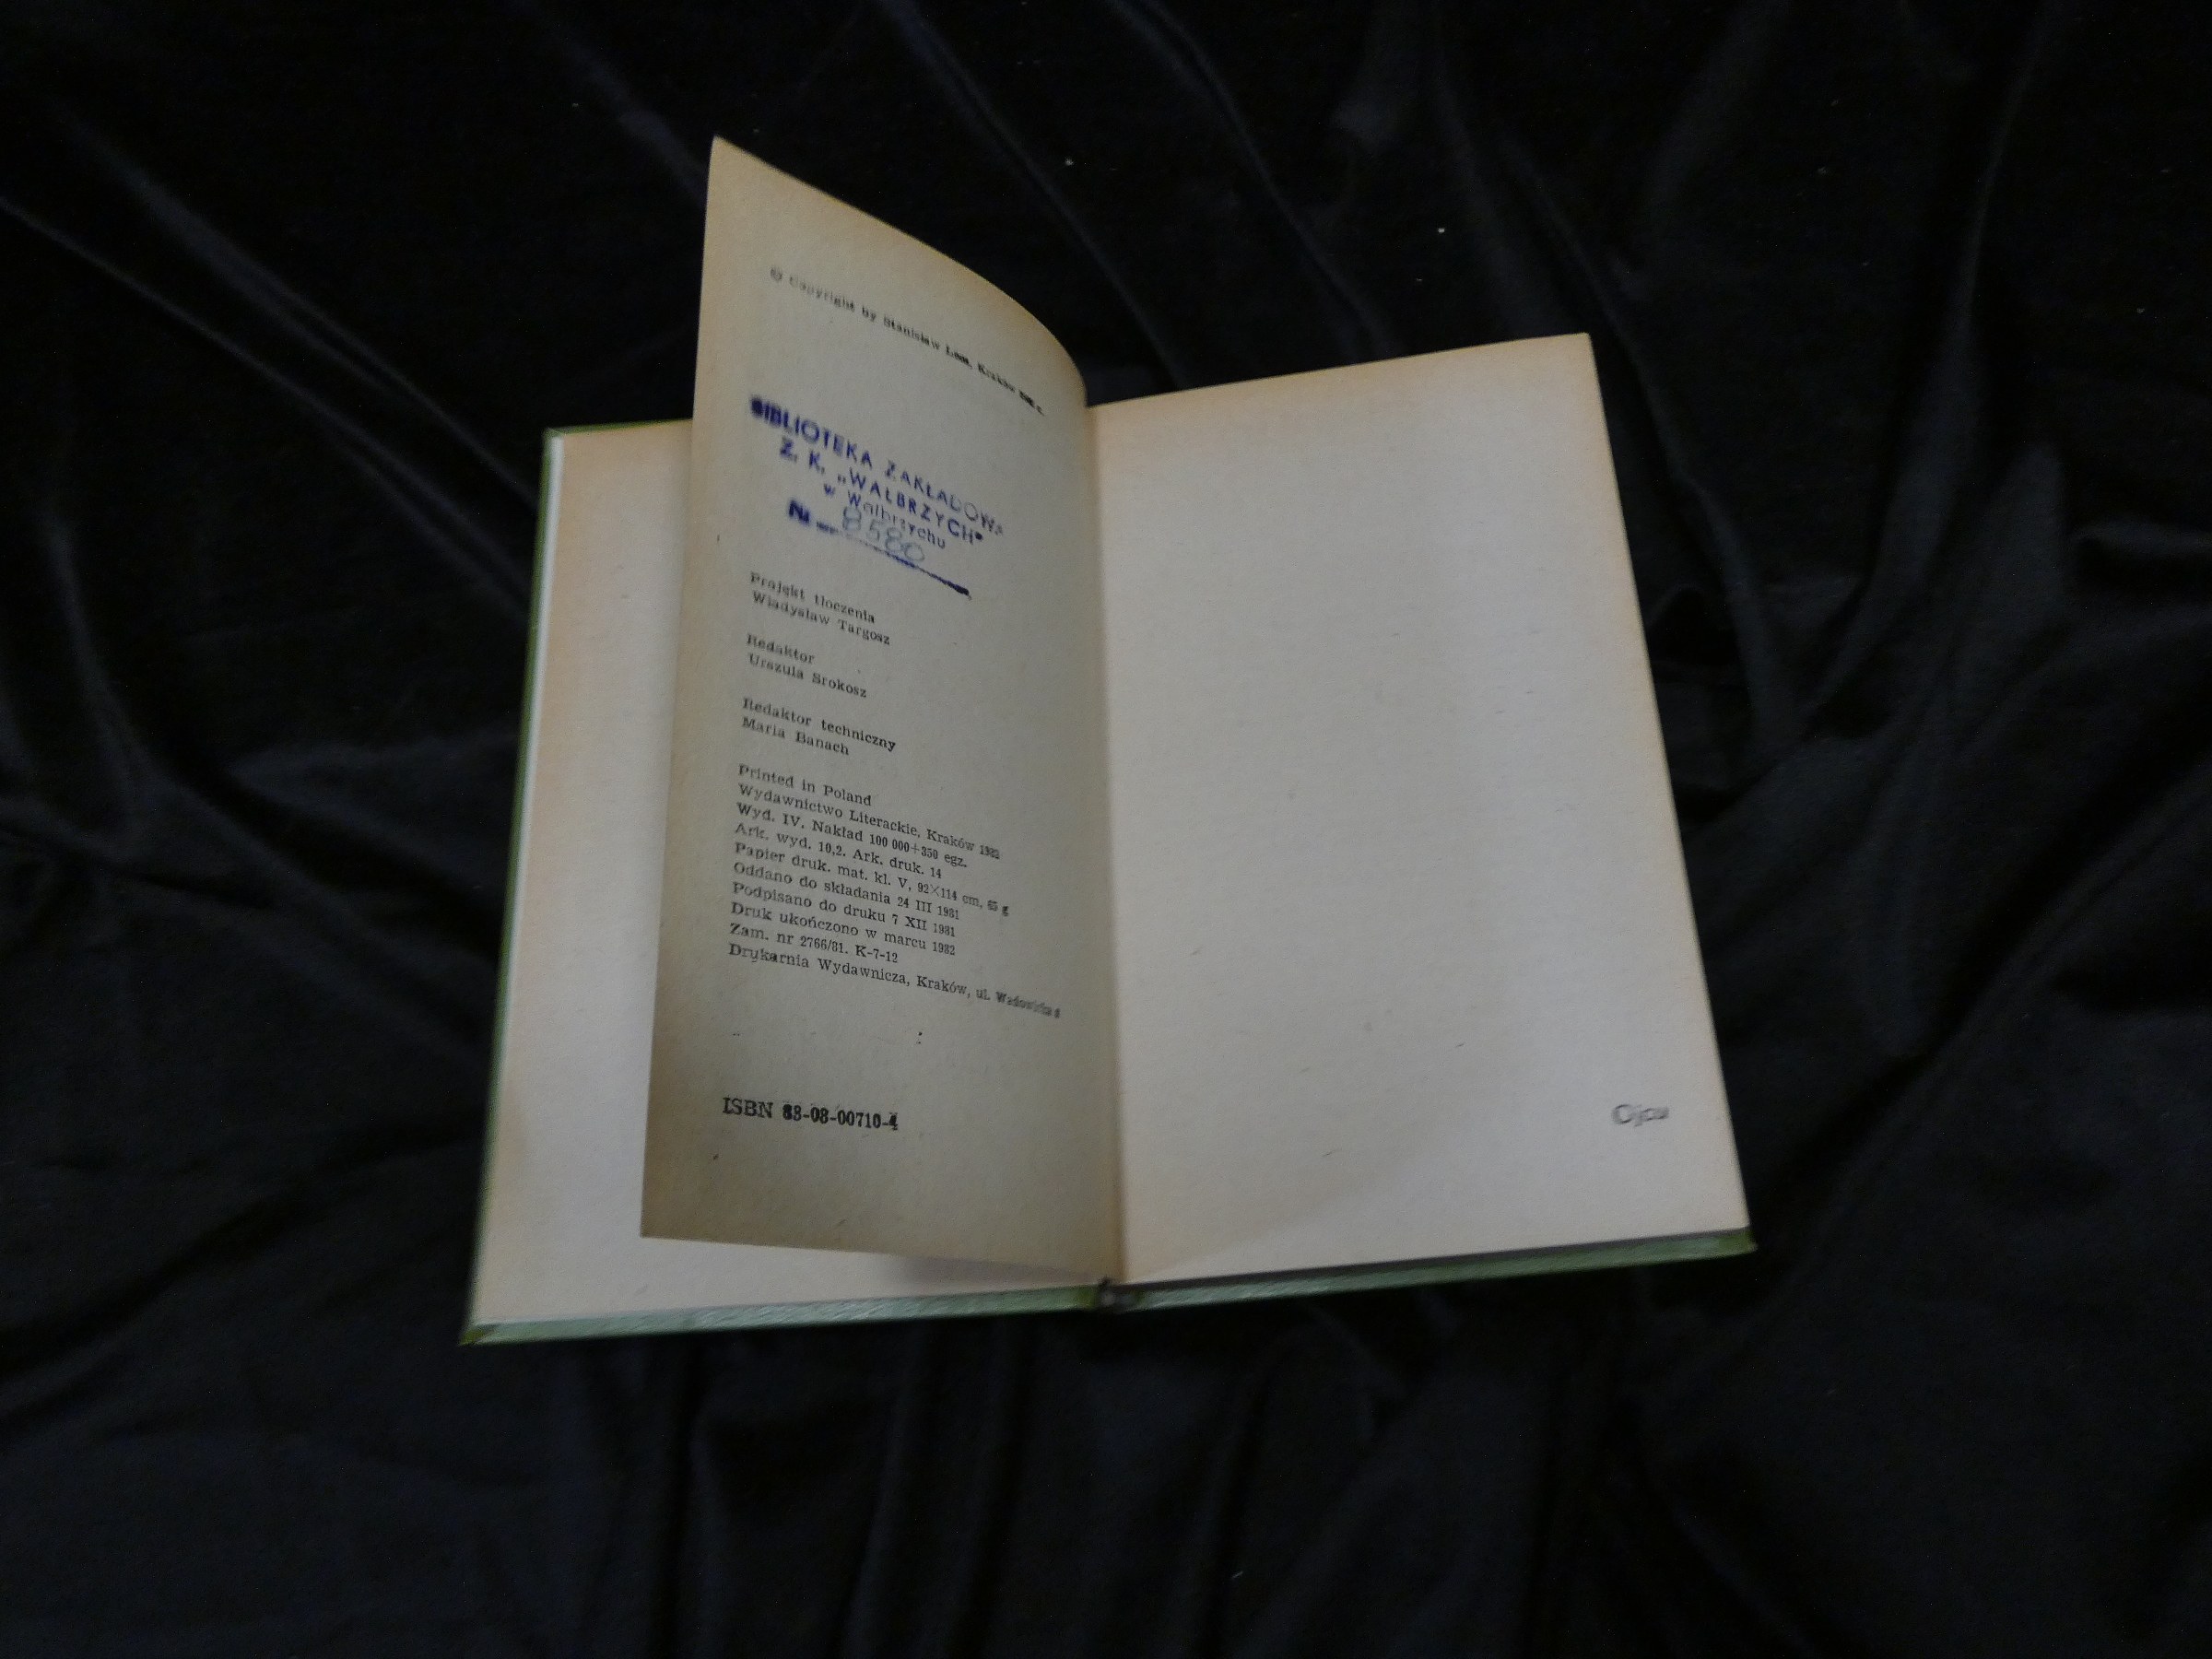 © Copyright by Stanisław Lem, Kraków
BIBLIOTEKA ZAKŁADOWA
Z. K. „WAŁBRZYCH"
w Wałbrzychu
Nr 8580
Projekt tłoczenia
Władysław Targosz
Redaktor
Urszula Srokosz
Redaktor techniczny
Maria Banach
Printed in Poland
Wydawnictwo Literackie, Kraków 1982
Wyd. IV. Nakład 100 000+350 egz.
Ark. wyd. 10,2. Ark. druk. 14
Papier druk. mat. kl. V, 92×114 cm, 65 g
Oddano do składania 24 III 1981
Podpisano do druku 7 XII 1981
Druk ukończono w marcu 1982
Zam. nr 2766/81. K-7-12
Drukarnia Wydawnicza, Kraków, ul. Wadowicka 8
ISBN 83-08-00710-4
Ojcu